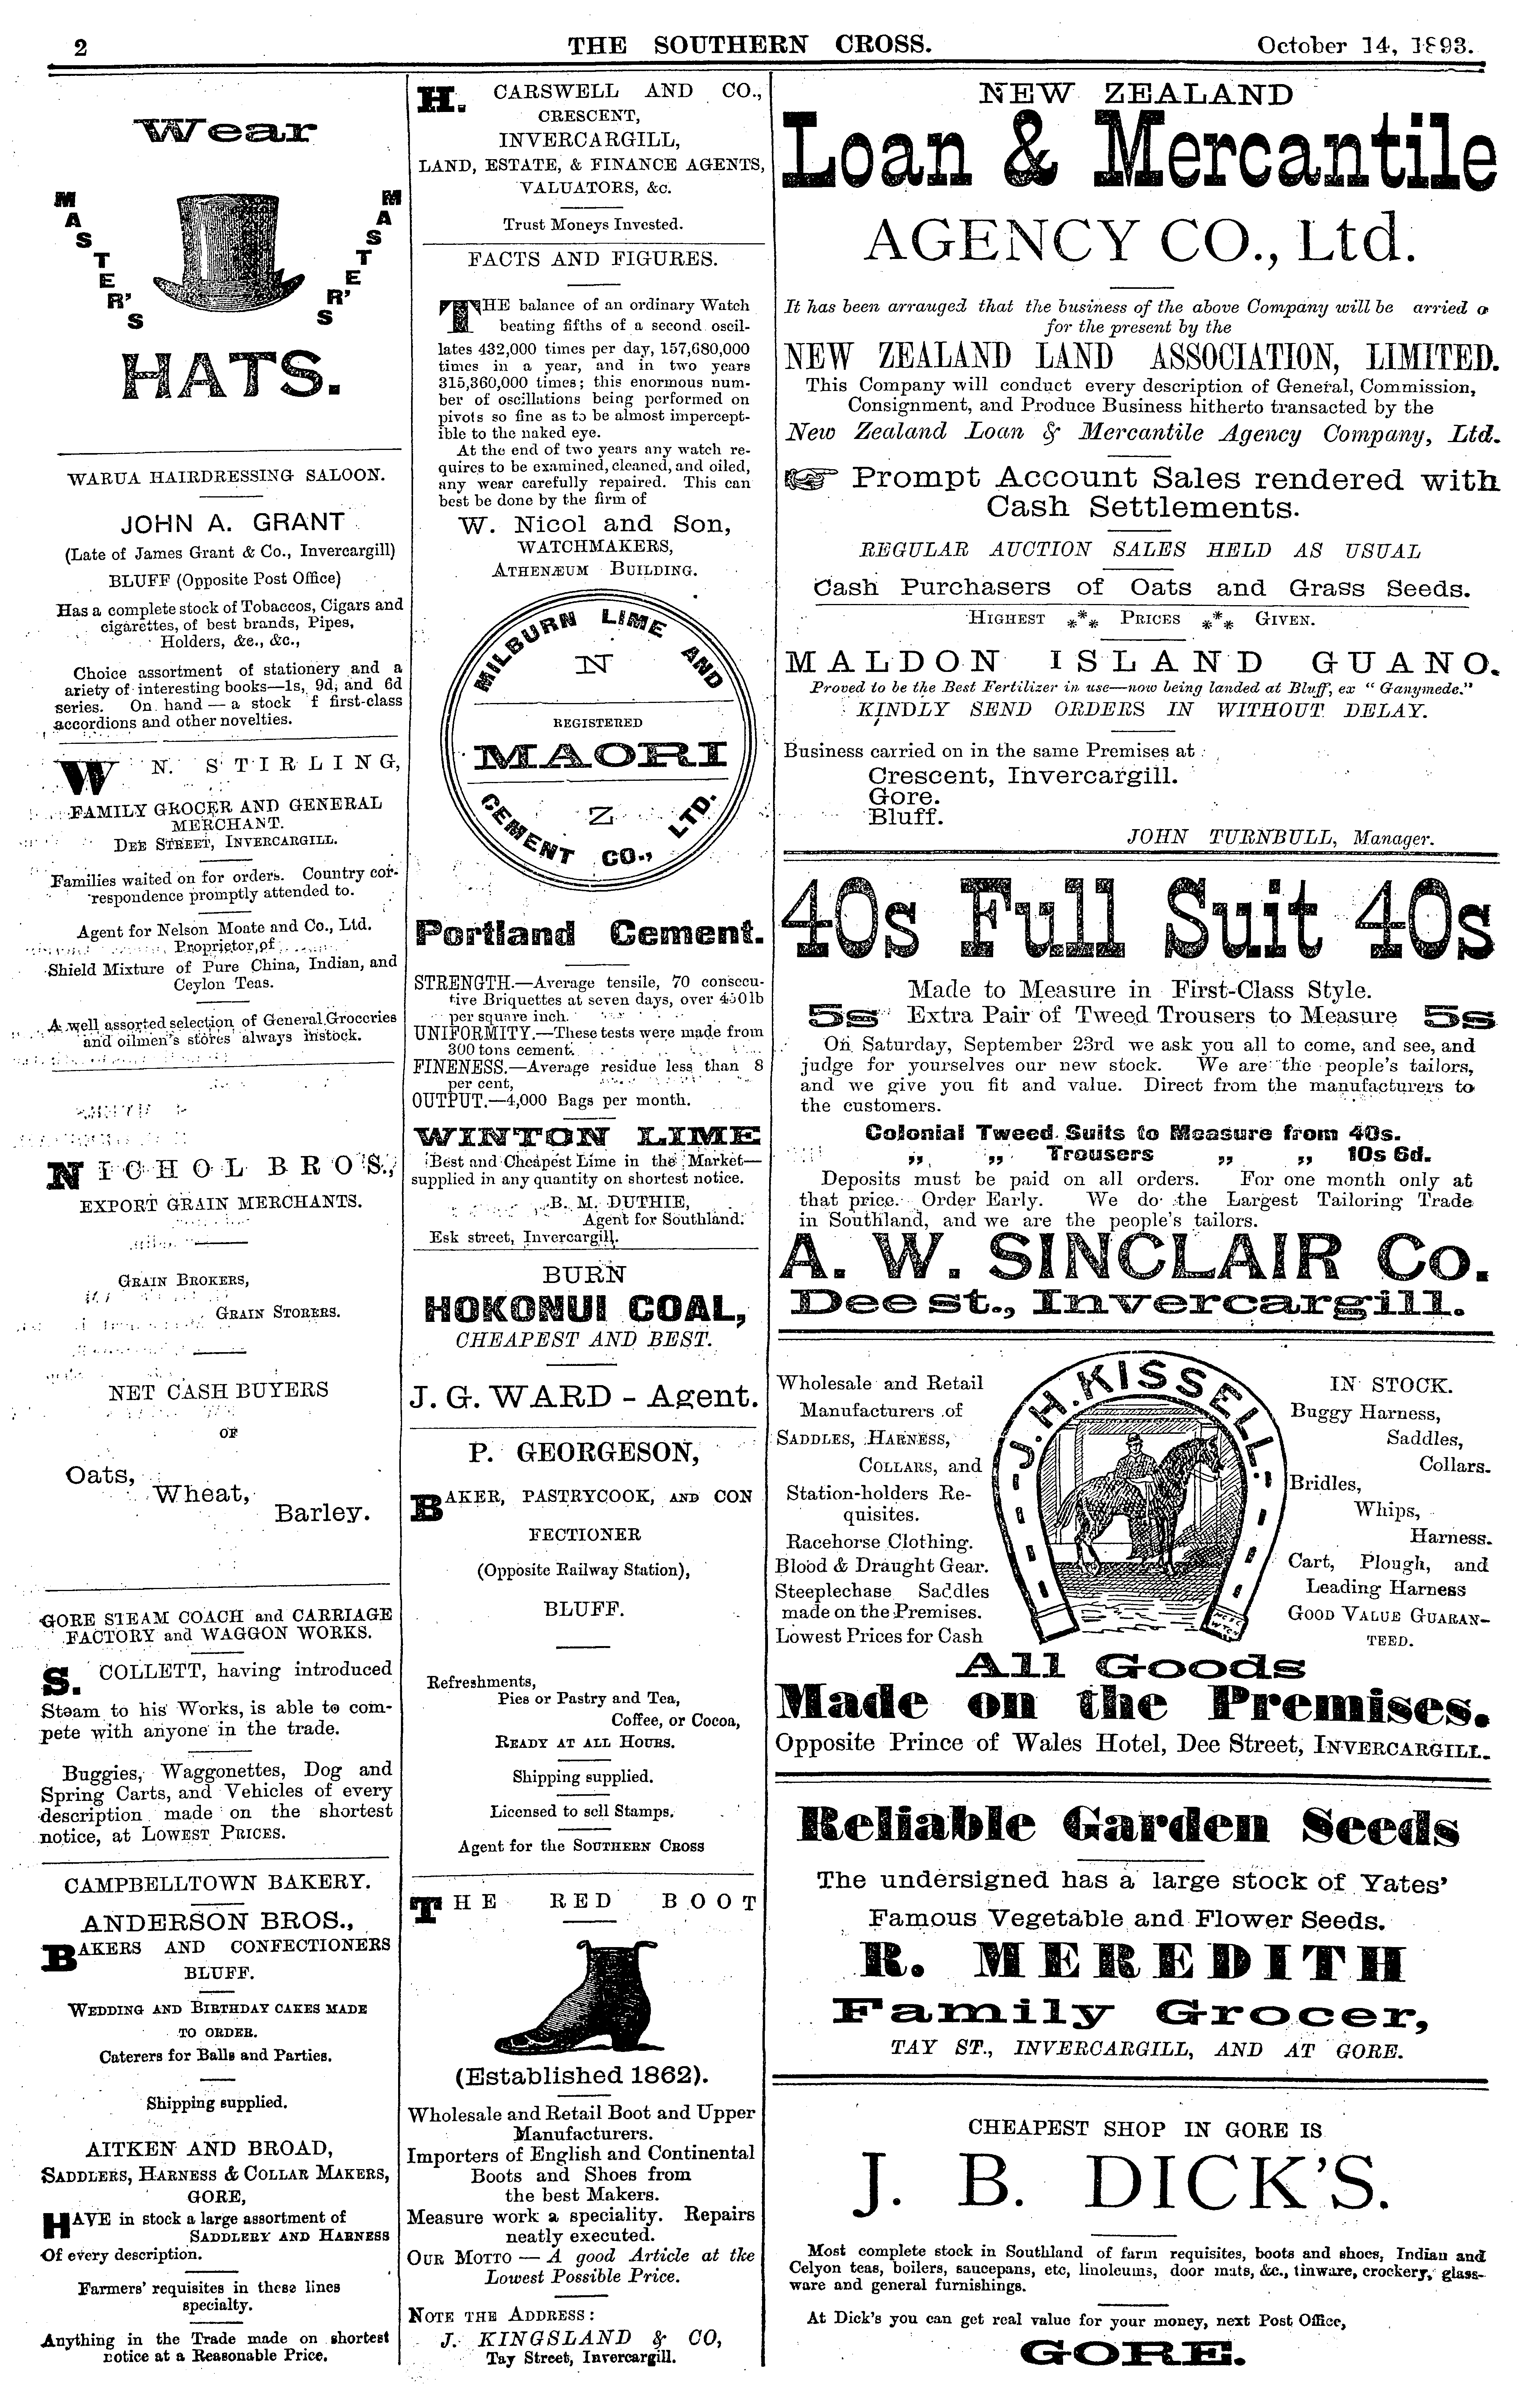 2
THE SOUTHERN CROSS.
October 14, 1893.
Wear
MASTER'S
MASTER'S
HATS.
WARUA HAIRDRESSING SALOON.
JOHN A. GRANT
(Late of James Grant & Co., Invercargill)
BLUFF (Opposite Post Office)
Has a complete stock of Tobaccos, Cigars and
cigarettes, of best brands, Pipes,
Holders, &c., &c.,
Choice assortment of stationery and a
ariety of interesting books—1s, 9d, and 6d
series. On hand — a stock f first-class
accordions and other novelties.
W. N. STIRLING,
FAMILY GROCER AND GENERAL
MERCHANT.
DEE STREET, INVERCARGILL.
Families waited on for orders. Country cor-
respondence promptly attended to.
Agent for Nelson Moate and Co., Ltd.
Proprietor of
Shield Mixture of Pure China, Indian, and
Ceylon Teas.
A well assorted selection of General Groceries
and oilmen's stores always instock.
NICHOL BROS.,
EXPORT GRAIN MERCHANTS.
GRAIN BROKERS,
GRAIN STORERS.
NET CASH BUYERS
OF
Oats,
Wheat,
Barley.
GORE STEAM COACH and CARRIAGE
FACTORY and WAGGON WORKS.
S. COLLETT, having introduced
Steam to his Works, is able to com-
pete with anyone in the trade.
Buggies, Waggonettes, Dog and
Spring Carts, and Vehicles of every
description made on the shortest
notice, at LOWEST PRICES.
CAMPBELLTOWN BAKERY.
ANDERSON BROS.,
BAKERS AND CONFECTIONERS
BLUFF.
WEDDING AND BIRTHDAY CAKES MADE
TO ORDER.
Caterers for Balls and Parties.
Shipping supplied.
AITKEN AND BROAD,
SADDLERS, HARNESS & COLLAR MAKERS,
GORE,
HAVE in stock a large assortment of
SADDLERY AND HARNESS
Of every description.
Farmers' requisites in these lines
specialty.
Anything in the Trade made on shortest
notice at a Reasonable Price.
H. CARSWELL AND CO.,
CRESCENT,
INVERCARGILL,
LAND, ESTATE, & FINANCE AGENTS,
VALUATORS, &c.
Trust Moneys Invested.
FACTS AND FIGURES.
THE balance of an ordinary Watch
beating fifths of a second oscil-
lates 432,000 times per day, 157,680,000
times in a year, and in two years
315,360,000 times; this enormous num-
ber of oscillations being performed on
pivots so fine as to be almost impercept-
ible to the naked eye.
At the end of two years any watch re-
quires to be examined, cleaned, and oiled,
any wear carefully repaired. This can
best be done by the firm of
W. Nicol and Son,
WATCHMAKERS,
ATHENÆUM BUILDING.
MILBURN LIME AND
N
REGISTERED
MAORI
Z
CEMENT CO., LTD.
Portland Cement.
STRENGTH.—Average tensile, 70 consecu-
tive Briquettes at seven days, over 450lb
per square inch.
UNIFORMITY.—These tests were made from
300 tons cement.
FINENESS.—Average residue less than 8
per cent,
OUTPUT.—4,000 Bags per month.
WINTON LIME
Best and Cheapest Lime in the Market—
supplied in any quantity on shortest notice.
B. M. DUTHIE,
Agent for Southland.
Esk street, Invercargill.
BURN
HOKONUI COAL,
CHEAPEST AND BEST.
J. G. WARD - Agent.
P. GEORGESON,
BAKER, PASTRYCOOK, AND CON
FECTIONER
(Opposite Railway Station),
BLUFF.
Refreshments,
Pies or Pastry and Tea,
Coffee, or Cocoa,
READY AT ALL HOURS.
Shipping supplied.
Licensed to sell Stamps.
Agent for the SOUTHERN CROSS
THE RED BOOT
(Established 1862).
Wholesale and Retail Boot and Upper
Manufacturers.
Importers of English and Continental
Boots and Shoes from
the best Makers.
Measure work a speciality. Repairs
neatly executed.
OUR MOTTO — A good Article at the
Lowest Possible Price.
NOTE THE ADDRESS:
J. KINGSLAND & CO,
Tay Street, Invercargill.
NEW ZEALAND
Loan & Mercantile
AGENCY CO., Ltd.
It has been arrauged that the business of the above Company will be arried o
for the present by the
NEW ZEALAND LAND ASSOCIATION, LIMITED.
This Company will conduct every description of General, Commission,
Consignment, and Produce Business hitherto transacted by the
New Zealand Loan & Mercantile Agency Company, Ltd.
☞ Prompt Account Sales rendered with
Cash Settlements.
REGULAR AUCTION SALES HELD AS USUAL
Cash Purchasers of Oats and Grass Seeds.
HIGHEST *** PRICES *** GIVEN.
MALDON ISLAND GUANO.
Proved to be the Best Fertilizer in use—now being landed at Bluff, ex "Ganymede."
KINDLY SEND ORDERS IN WITHOUT DELAY.
Business carried on in the same Premises at
Crescent, Invercargill.
Gore.
Bluff.
JOHN TURNBULL, Manager.
40s Full Suit 40s
Made to Measure in First-Class Style.
5s Extra Pair of Tweed Trousers to Measure 5s
On Saturday, September 23rd we ask you all to come, and see, and
judge for yourselves our new stock. We are the people's tailors,
and we give you fit and value. Direct from the manufacturers to
the customers.
Colonial Tweed Suits to Measure from 40s.
„ „ Trousers „ „ 10s 6d.
Deposits must be paid on all orders. For one month only at
that price. Order Early. We do the Largest Tailoring Trade
in Southland, and we are the people's tailors.
A. W. SINCLAIR Co.
Dee st., Invercargill.
Wholesale and Retail
Manufacturers of
SADDLES, HARNESS,
COLLARS, and
Station-holders Re-
quisites.
Racehorse Clothing.
Blood & Draught Gear.
Steeplechase Saddles
made on the Premises.
Lowest Prices for Cash
J. H. KISSELL.
IN STOCK.
Buggy Harness,
Saddles,
Collars.
Bridles,
Whips,
Harness.
Cart, Plough, and
Leading Harness
GOOD VALUE GUARAN-
TEED.
All Goods
Made on the Premises.
Opposite Prince of Wales Hotel, Dee Street, INVERCARGILL.
Reliable Garden Seeds
The undersigned has a large stock of Yates'
Famous Vegetable and Flower Seeds.
R. MEREDITH
Family Grocer,
TAY ST., INVERCARGILL, AND AT GORE.
CHEAPEST SHOP IN GORE IS
J. B. DICK'S.
Most complete stock in Southland of farm requisites, boots and shoes, Indian and
Celyon teas, boilers, saucepans, etc, linoleums, door mats, &c., tinware, crockery, glass-
ware and general furnishings.
At Dick's you can get real value for your money, next Post Office,
GORE.